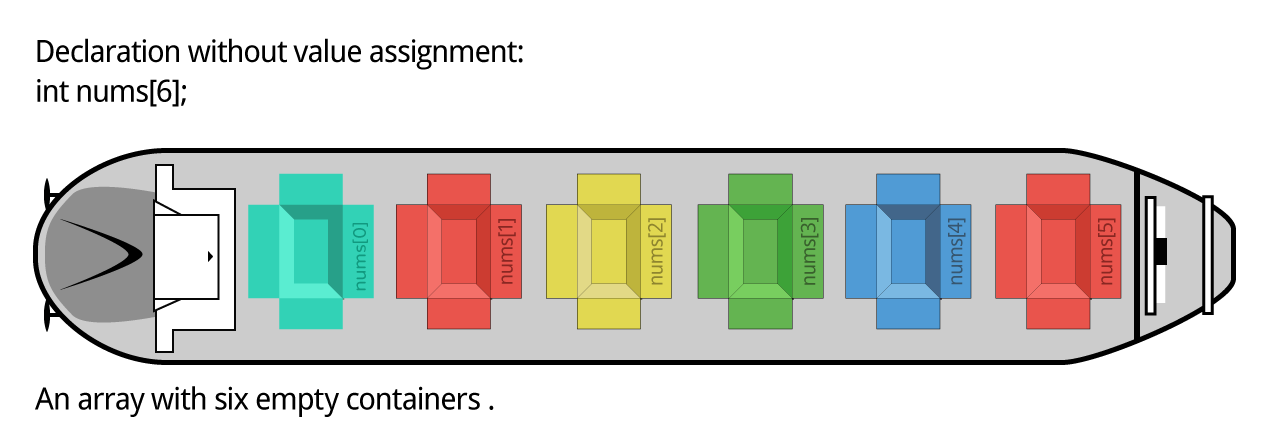 Declaration without value assignment:
int nums[6];
nums[0]
nums[1]
nums[2]
nums[3]
nums[4]
nums[5]
An array with six empty containers .